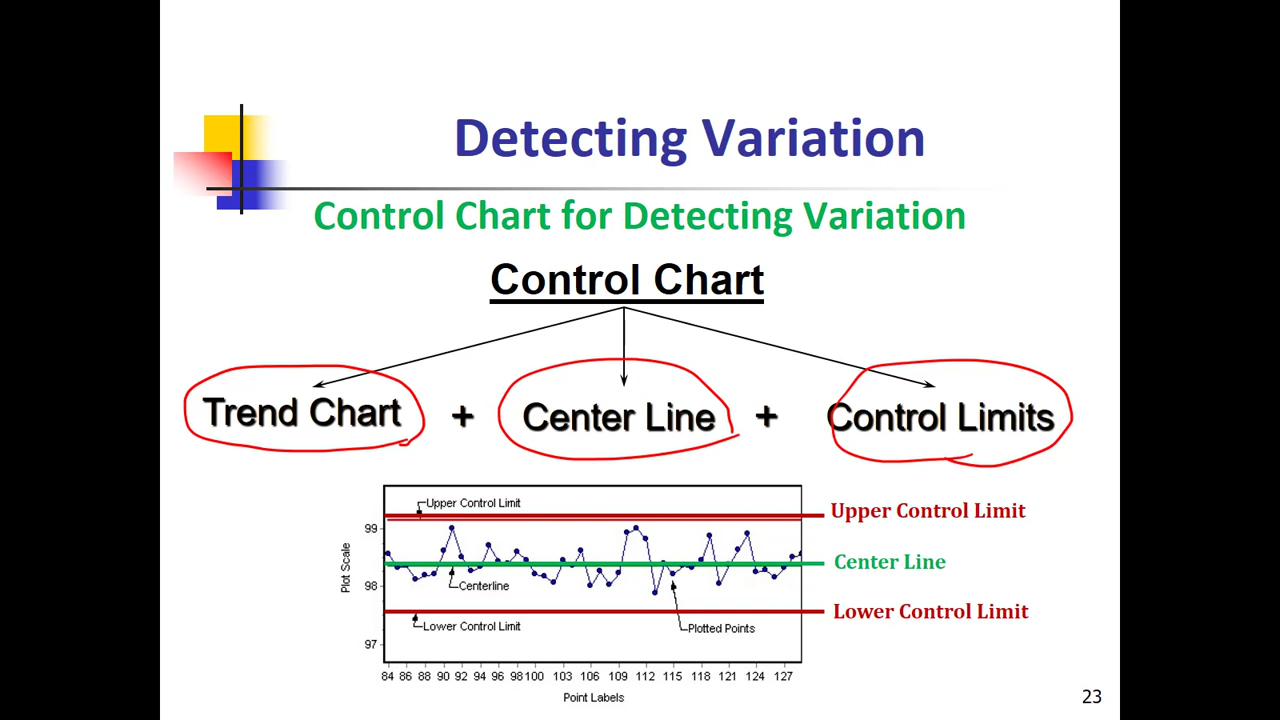 Detecting Variation
Control Chart for Detecting Variation
Control Chart
Trend Chart + Center Line + Control Limits
Upper Control Limit
Upper Control Limit
99
Center Line
Plot Scale
98
Centerline
Lower Control Limit
Lower Control Limit
Plotted Points
97
84 86 88 90 92 94 96 98 100 103 106 109 112 115 118 121 124 127
Point Labels
23